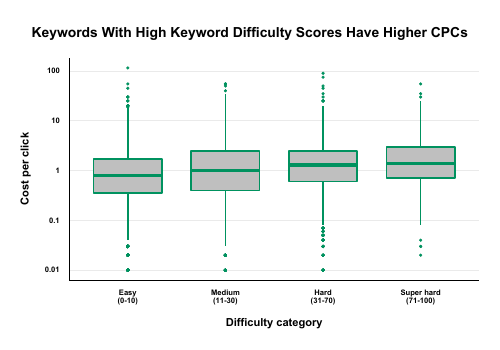 Keywords With High Keyword Difficulty Scores Have Higher CPCs
100
10
1
0.1
0.01
Cost per click
Easy
(0-10)
Medium
(11-30)
Hard
(31-70)
Super hard
(71-100)
Difficulty category